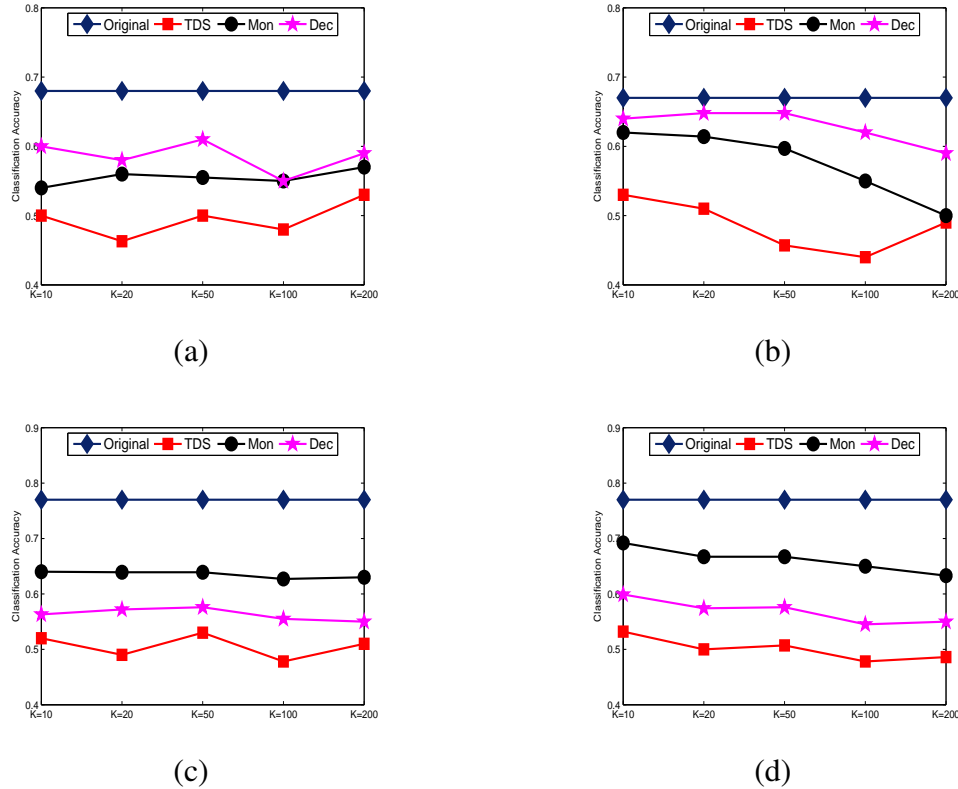 0.8
Original TDS Mon Dec
0.7
0.6
0.5
0.4
Classification Accuracy
K=10 K=20 K=50 K=100 K=200
(a)
0.8
Original TDS Mon Dec
0.7
0.6
0.5
0.4
Classification Accuracy
K=10 K=20 K=50 K=100 K=200
(b)
0.9
Original TDS Mon Dec
0.8
0.7
0.6
0.5
0.4
Classification Accuracy
K=10 K=20 K=50 K=100 K=200
(c)
0.9
Original TDS Mon Dec
0.8
0.7
0.6
0.5
0.4
Classification Accuracy
K=10 K=20 K=50 K=100 K=200
(d)